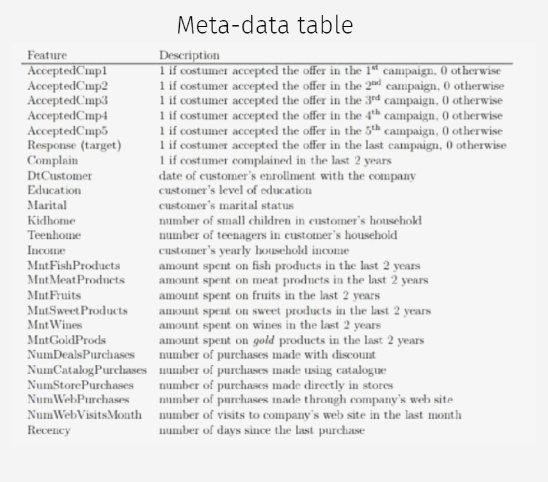 Meta-data table
Feature Description
AcceptedCmp1 1 if costumer accepted the offer in the 1st campaign, 0 otherwise
AcceptedCmp2 1 if costumer accepted the offer in the 2nd campaign, 0 otherwise
AcceptedCmp3 1 if costumer accepted the offer in the 3rd campaign, 0 otherwise
AcceptedCmp4 1 if costumer accepted the offer in the 4th campaign, 0 otherwise
AcceptedCmp5 1 if costumer accepted the offer in the 5th campaign, 0 otherwise
Response (target) 1 if costumer accepted the offer in the last campaign, 0 otherwise
Complain 1 if costumer complained in the last 2 years
DtCustomer date of customer's enrollment with the company
Education customer's level of education
Marital customer's marital status
Kidhome number of small children in customer's household
Teenhome number of teenagers in customer's household
Income customer's yearly household income
MntFishProducts amount spent on fish products in the last 2 years
MntMeatProducts amount spent on meat products in the last 2 years
MntFruits amount spent on fruits in the last 2 years
MntSweetProducts amount spent on sweet products in the last 2 years
MntWines amount spent on wines in the last 2 years
MntGoldProds amount spent on gold products in the last 2 years
NumDealsPurchases number of purchases made with discount
NumCatalogPurchases number of purchases made using catalogue
NumStorePurchases number of purchases made directly in stores
NumWebPurchases number of purchases made through company's web site
NumWebVisitsMonth number of visits to company's web site in the last month
Recency number of days since the last purchase